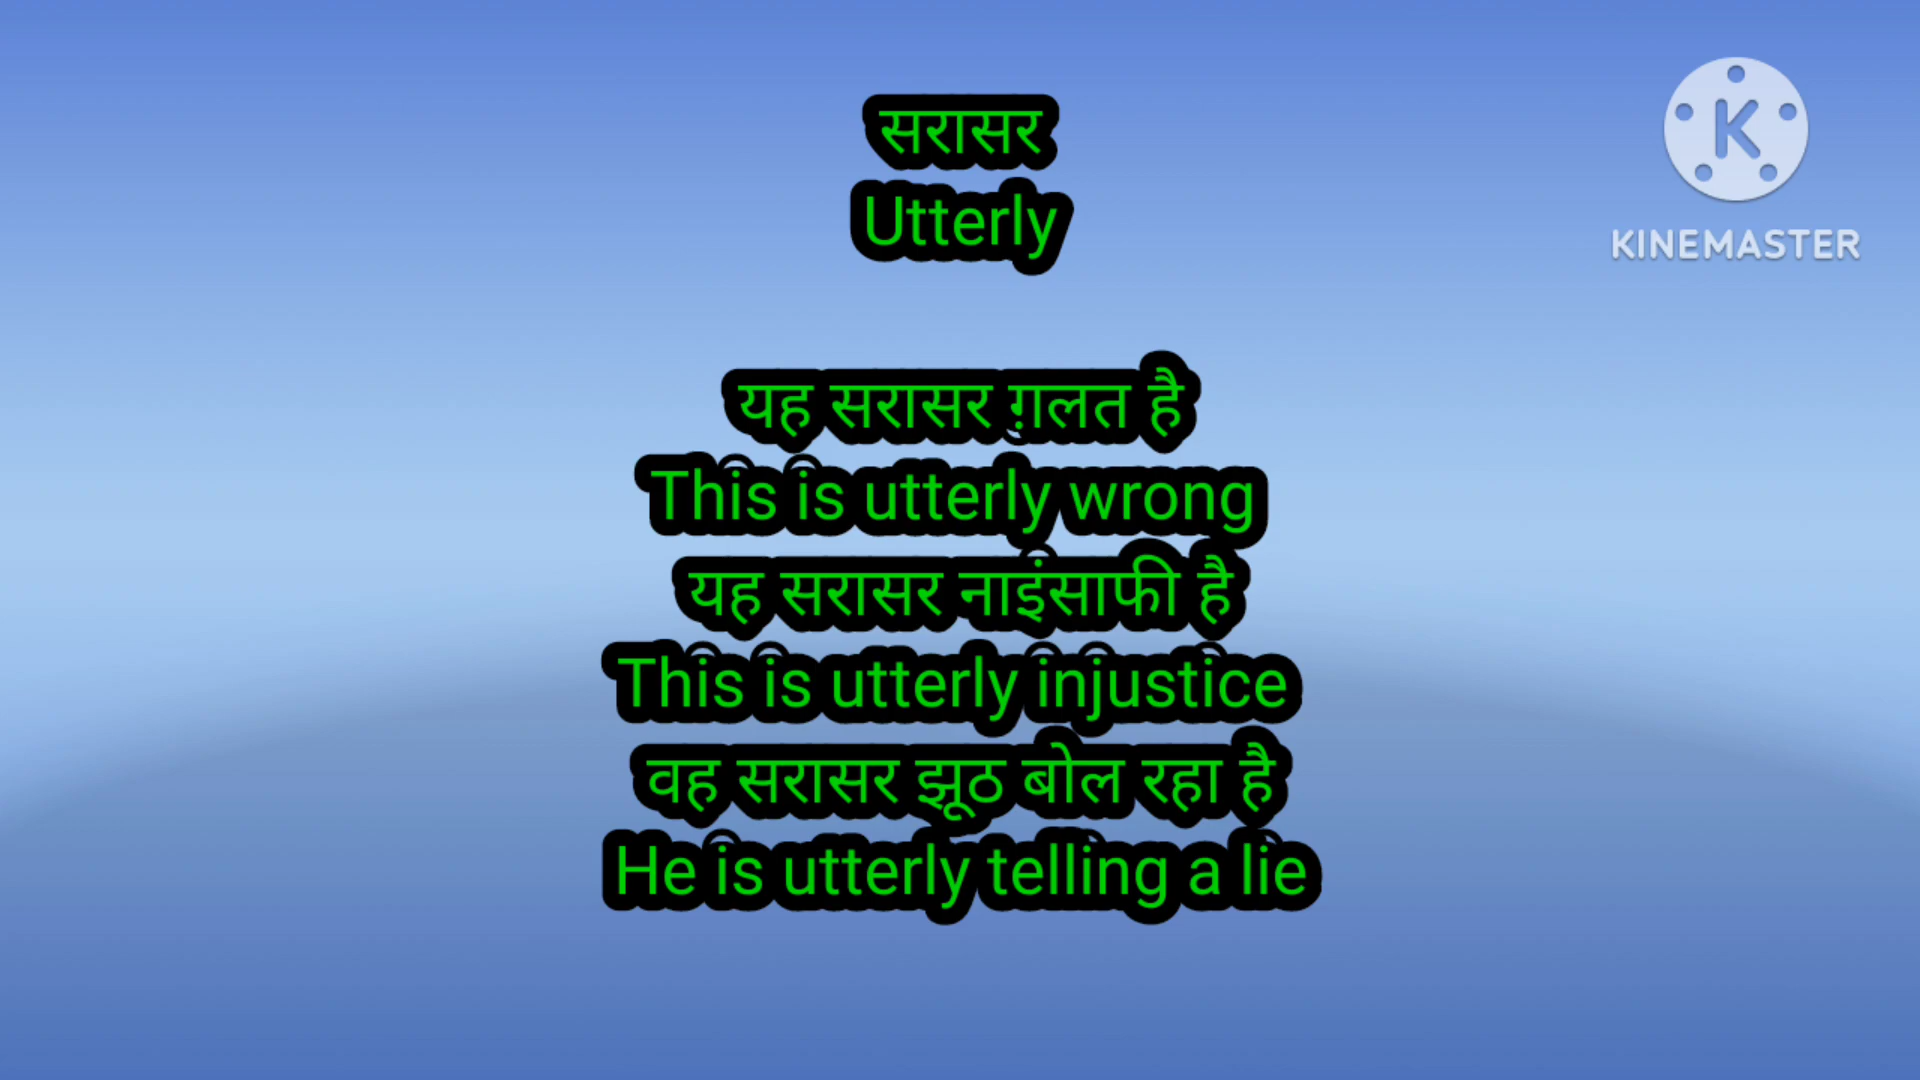 सरासर
Utterly
K
KINEMASTER
यह सरासर ग़लत है
This is utterly wrong
यह सरासर नाइंसाफी है
This is utterly injustice
वह सरासर झूठ बोल रहा है
He is utterly telling a lie